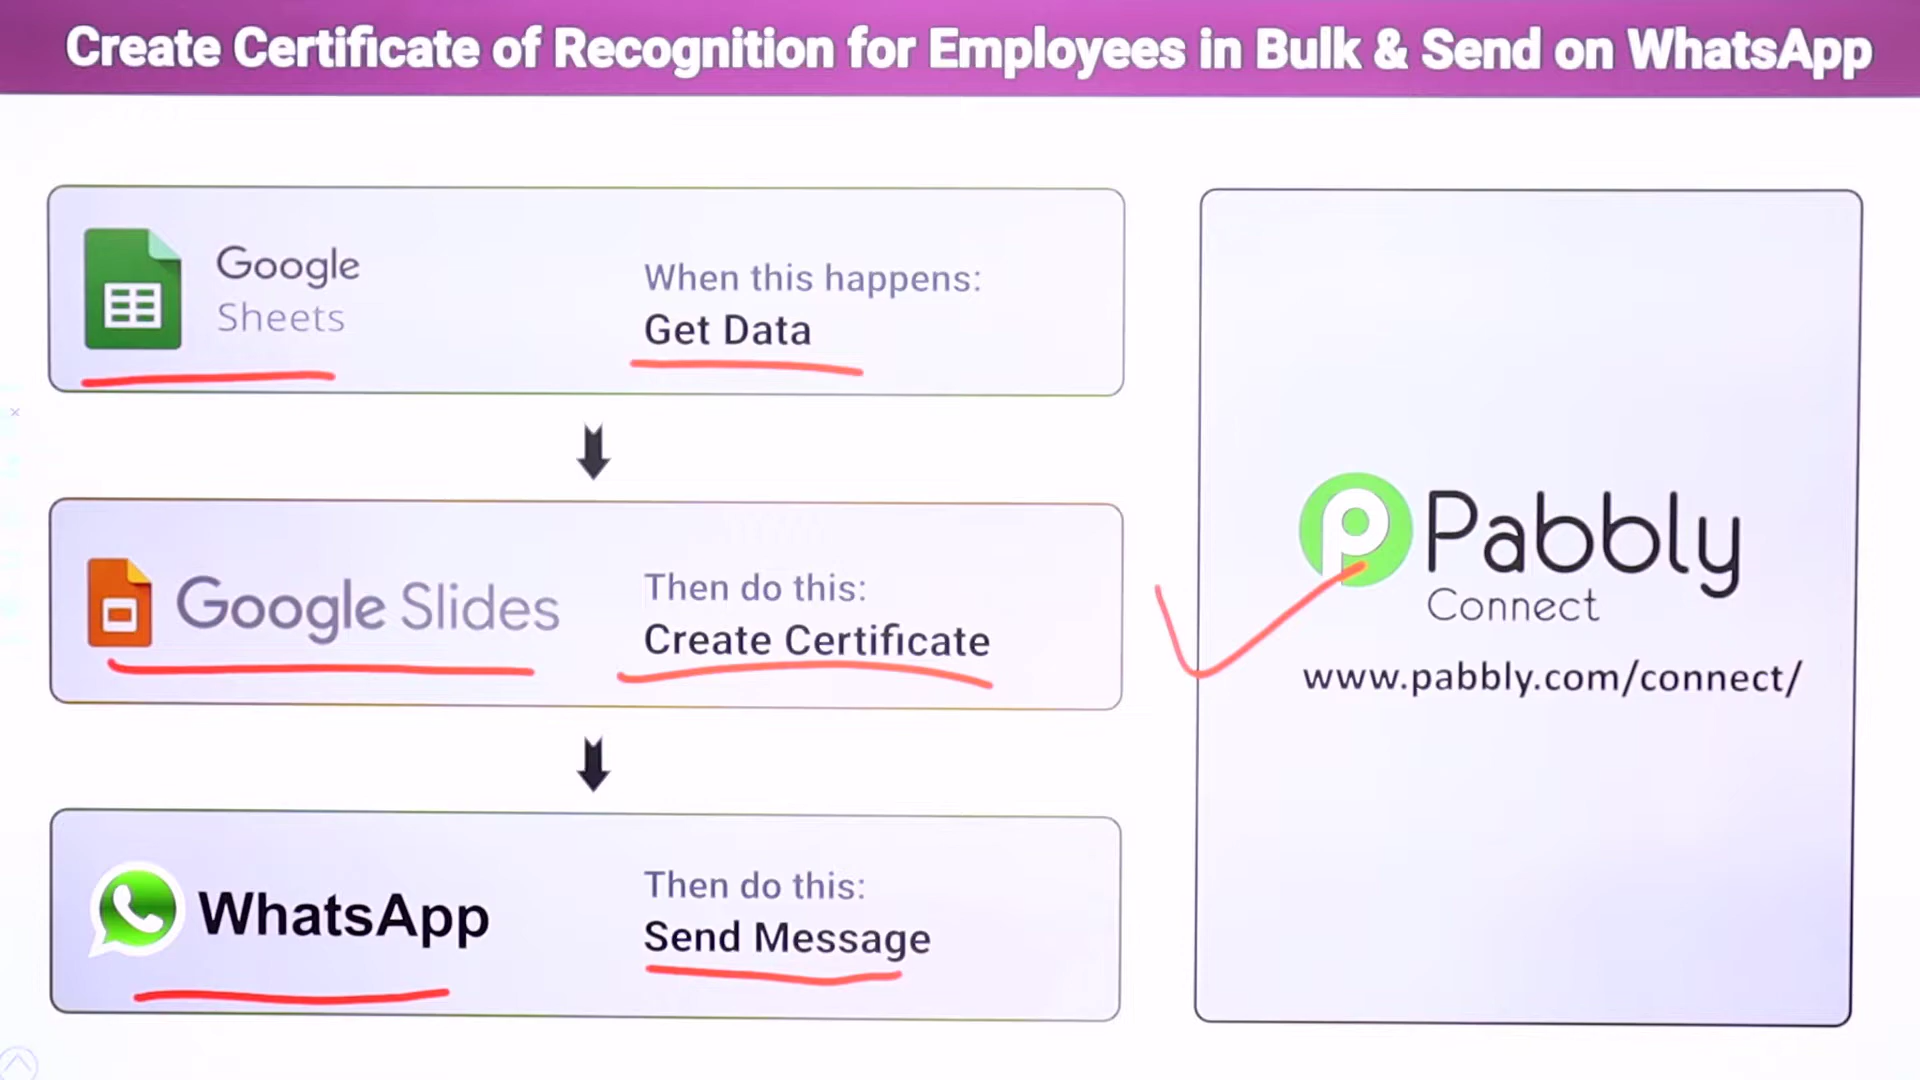 Create Certificate of Recognition for Employees in Bulk & Send on WhatsApp
Google
Sheets
When this happens:
Get Data
Google Slides
Then do this:
Create Certificate
WhatsApp
Then do this:
Send Message
Pabbly
Connect
www.pabbly.com/connect/